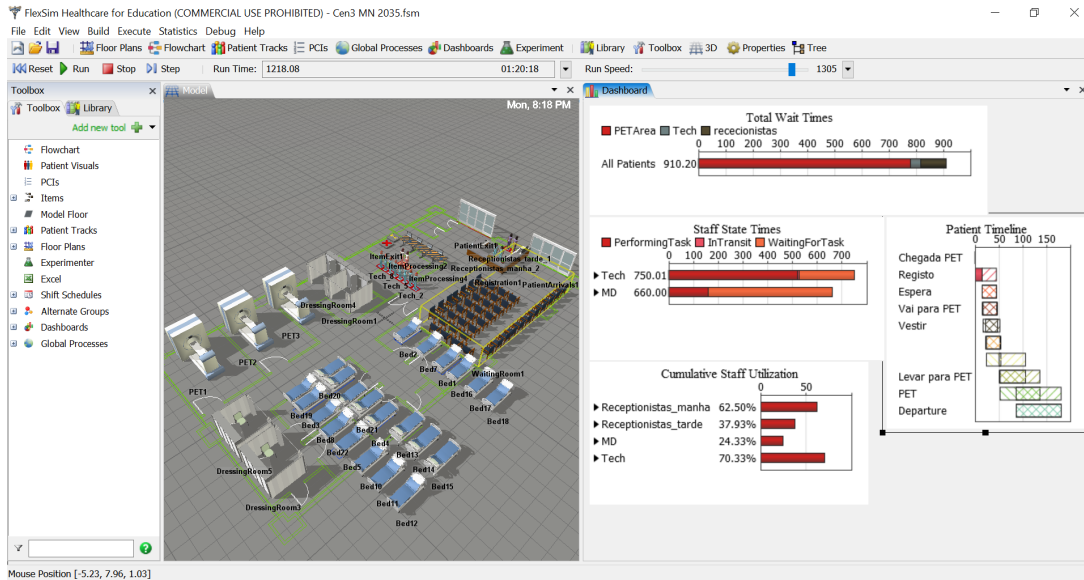 FlexSim Healthcare for Education (COMMERCIAL USE PROHIBITED) - Cen3 MN 2035.fsm
File Edit View Build Execute Statistics Debug Help
Floor Plans Flowchart Patient Tracks PCIs Global Processes Dashboards Experiment Library Toolbox 3D Properties Tree
Reset Run Stop Step Run Time: 1218.08 01:20:18 Run Speed: 1305
Toolbox
Toolbox Library
Add new tool
Flowchart
Patient Visuals
PCIs
Items
Model Floor
Patient Tracks
Floor Plans
Experimenter
Excel
Shift Schedules
Alternate Groups
Dashboards
Global Processes
Mouse Position [-5.23, 7.96, 1.03]
Model
Mon, 8:18 PM
PatientExit1
ItemExit1
Receptionistas_tarde_1
ItemProcessing2
Receptionistas_manha_2
Tech_8
ItemProcessing4
Registration1
PatientArrivals1
Tech_5
Tech_2
DressingRoom4
DressingRoom1
PET3
PET2
PET1
Bed2
Bed7
WaitingRoom1
Bed1
Bed16
Bed17
Bed18
Bed20
Bed19
Bed3
Bed21
Bed8
Bed4
Bed22
Bed13
Bed5
Bed14
Bed10
Bed15
Bed11
Bed12
DressingRoom5
DressingRoom3
Dashboard
Total Wait Times
PETArea Tech rececionistas
0 100 200 300 400 500 600 700 800 900
All Patients 910.20
Staff State Times
PerformingTask InTransit WaitingForTask
0 100 200 300 400 500 600 700
Tech 750.01
MD 660.00
Cumulative Staff Utilization
0 50
Receptionistas_manha 62.50%
Receptionistas_tarde 37.93%
MD 24.33%
Tech 70.33%
Patient Timeline
0 50 100 150
Chegada PET
Registo
Espera
Vai para PET
Vestir
Levar para PET
PET
Departure